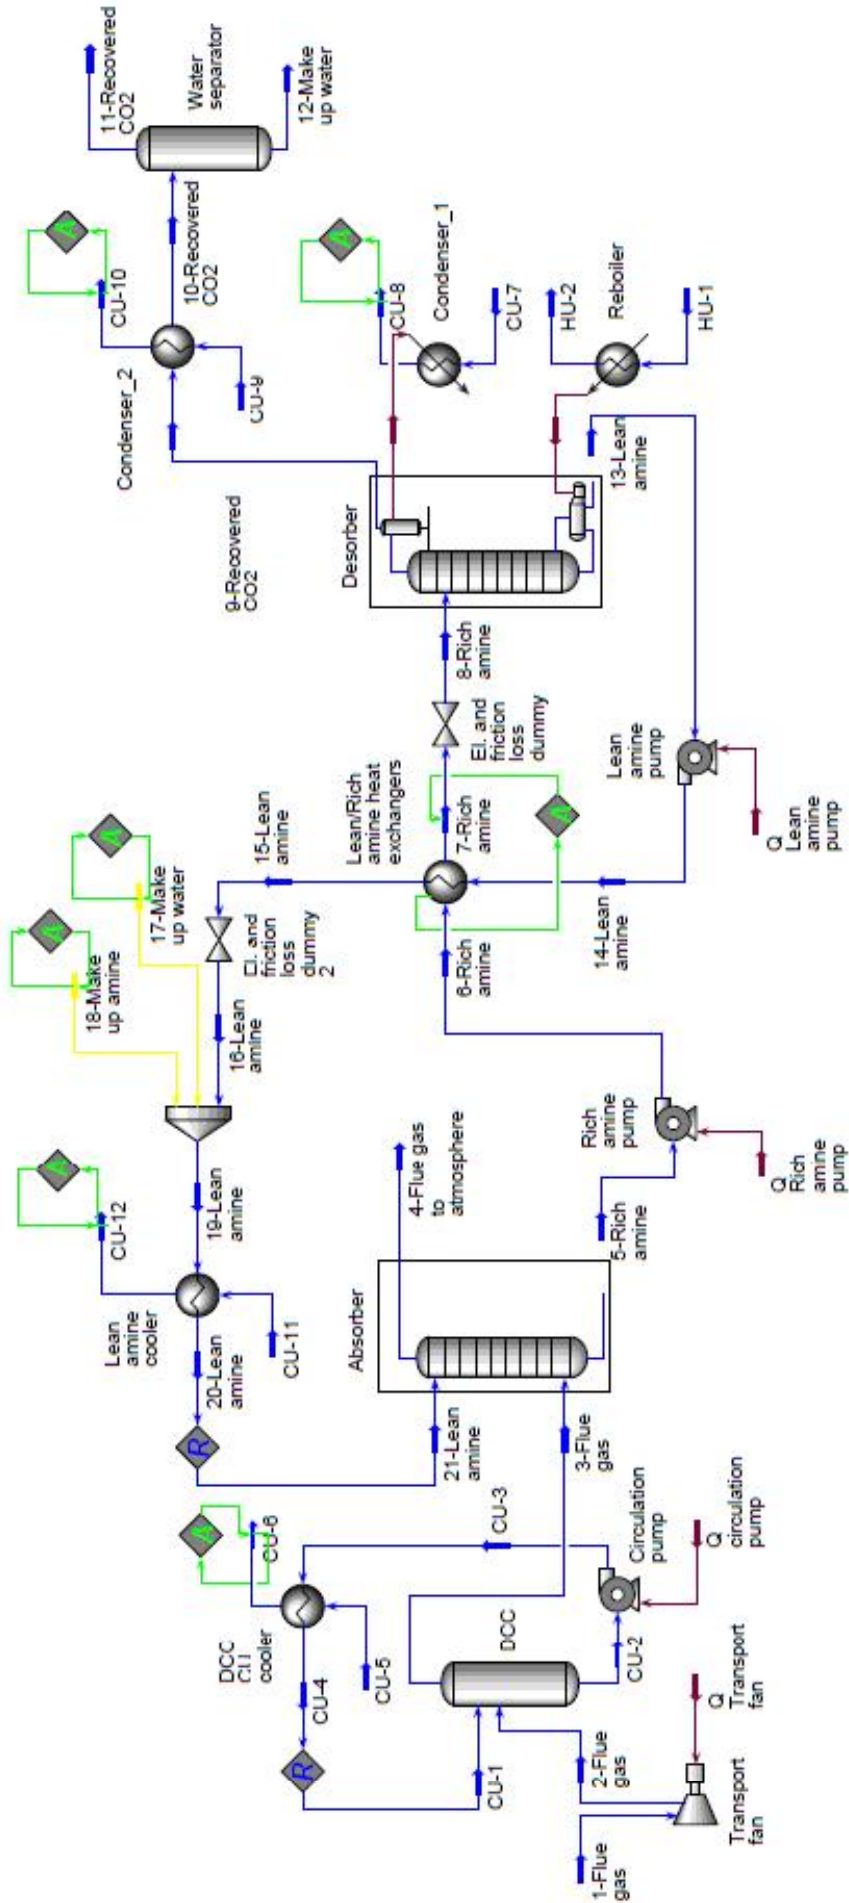 1-Flue
gas
Transport
fan
Q
Transport
fan
2-Flue
gas
CU-1
R
CU-4
DCC
CU
cooler
CU-5
CU-6
A
CU-3
DCC
CU-2
Circulation
pump
Q
circulation
pump
3-Flue
gas
21-Lean
amine
R
20-Lean
amine
Lean
amine
cooler
CU-11
CU-12
A
19-Lean
amine
Absorber
4-Flue gas
to
atmosphere
5-Rich
amine
Rich
amine
pump
Q
Rich
amine
pump
6-Rich
amine
18-Make
up amine
A
17-Make
up water
A
16-Lean
amine
El. and
friction
loss
dummy
2
15-Lean
amine
Lean/Rich
amine heat
exchangers
7-Rich
amine
A
14-Lean
amine
Lean
amine
pump
Q
Lean
amine
pump
El. and
friction
loss
dummy
8-Rich
amine
Desorber
9-Recovered
CO2
13-Lean
amine
Reboiler
HU-1
HU-2
Condenser_1
CU-7
CU-8
A
Condenser_2
CU-9
CU-10
A
10-Recovered
CO2
Water
separator
11-Recovered
CO2
12-Make
up water